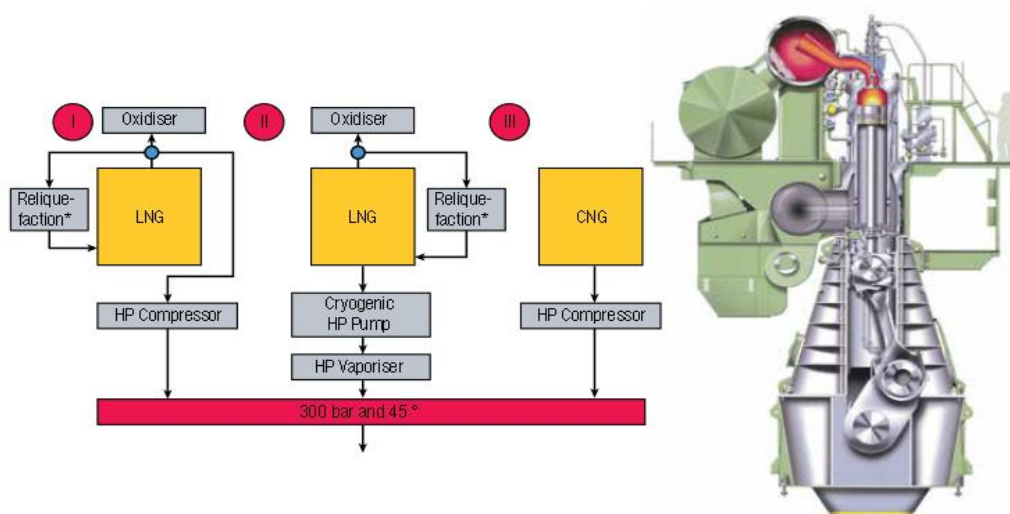 I
Oxidiser
II
Oxidiser
III
Relique-
faction*
LNG
LNG
Relique-
faction*
CNG
HP Compressor
Cryogenic
HP Pump
HP Compressor
HP Vaporiser
300 bar and 45 °